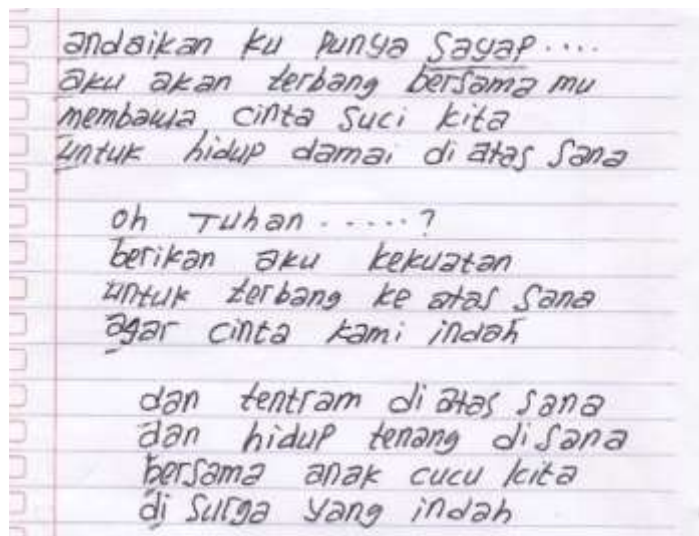 andaikan ku punya sayap....
aku akan terbang bersama mu
membawa cinta suci kita
untuk hidup damai di atas sana
oh Tuhan .....?
berikan aku kekuatan
untuk terbang ke atas sana
agar cinta kami indah
dan tentram di atas sana
dan hidup tenang disana
bersama anak cucu kita
di surga yang indah